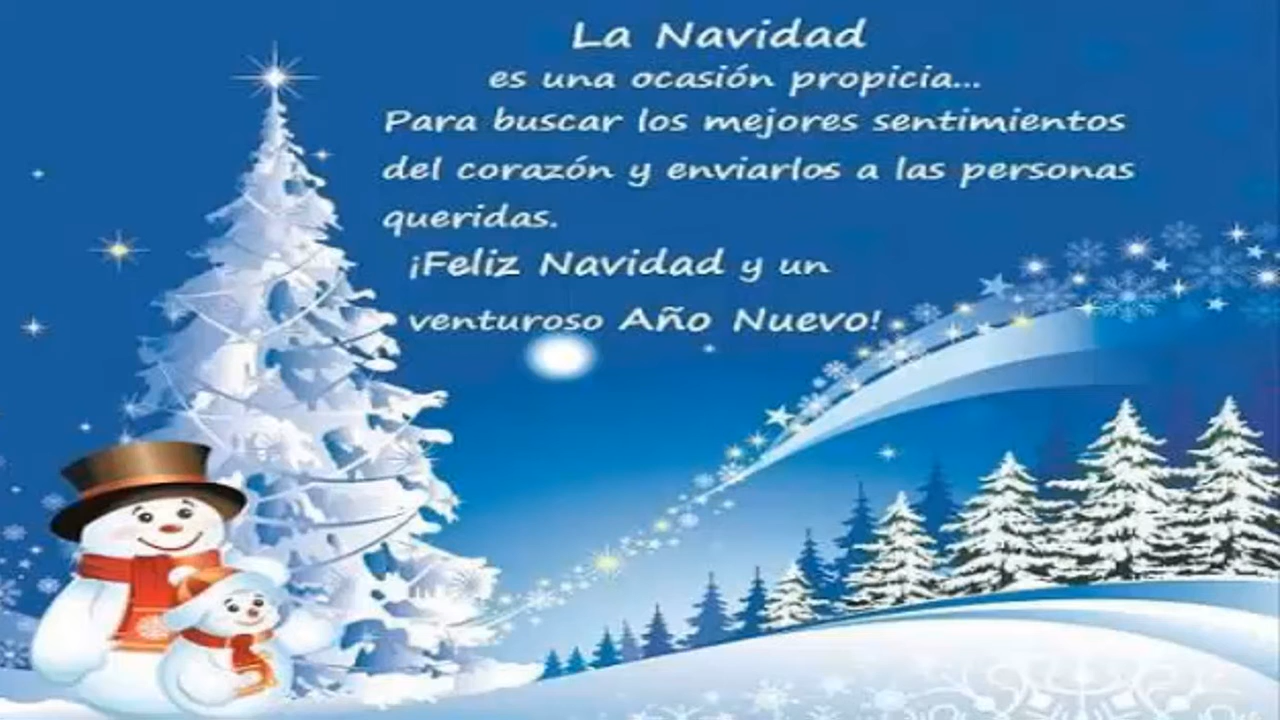 La Navidad
es una ocasión propicia...
Para buscar los mejores sentimientos
del corazón y enviarlos a las personas
queridas.
¡Feliz Navidad y un
venturoso Año Nuevo!